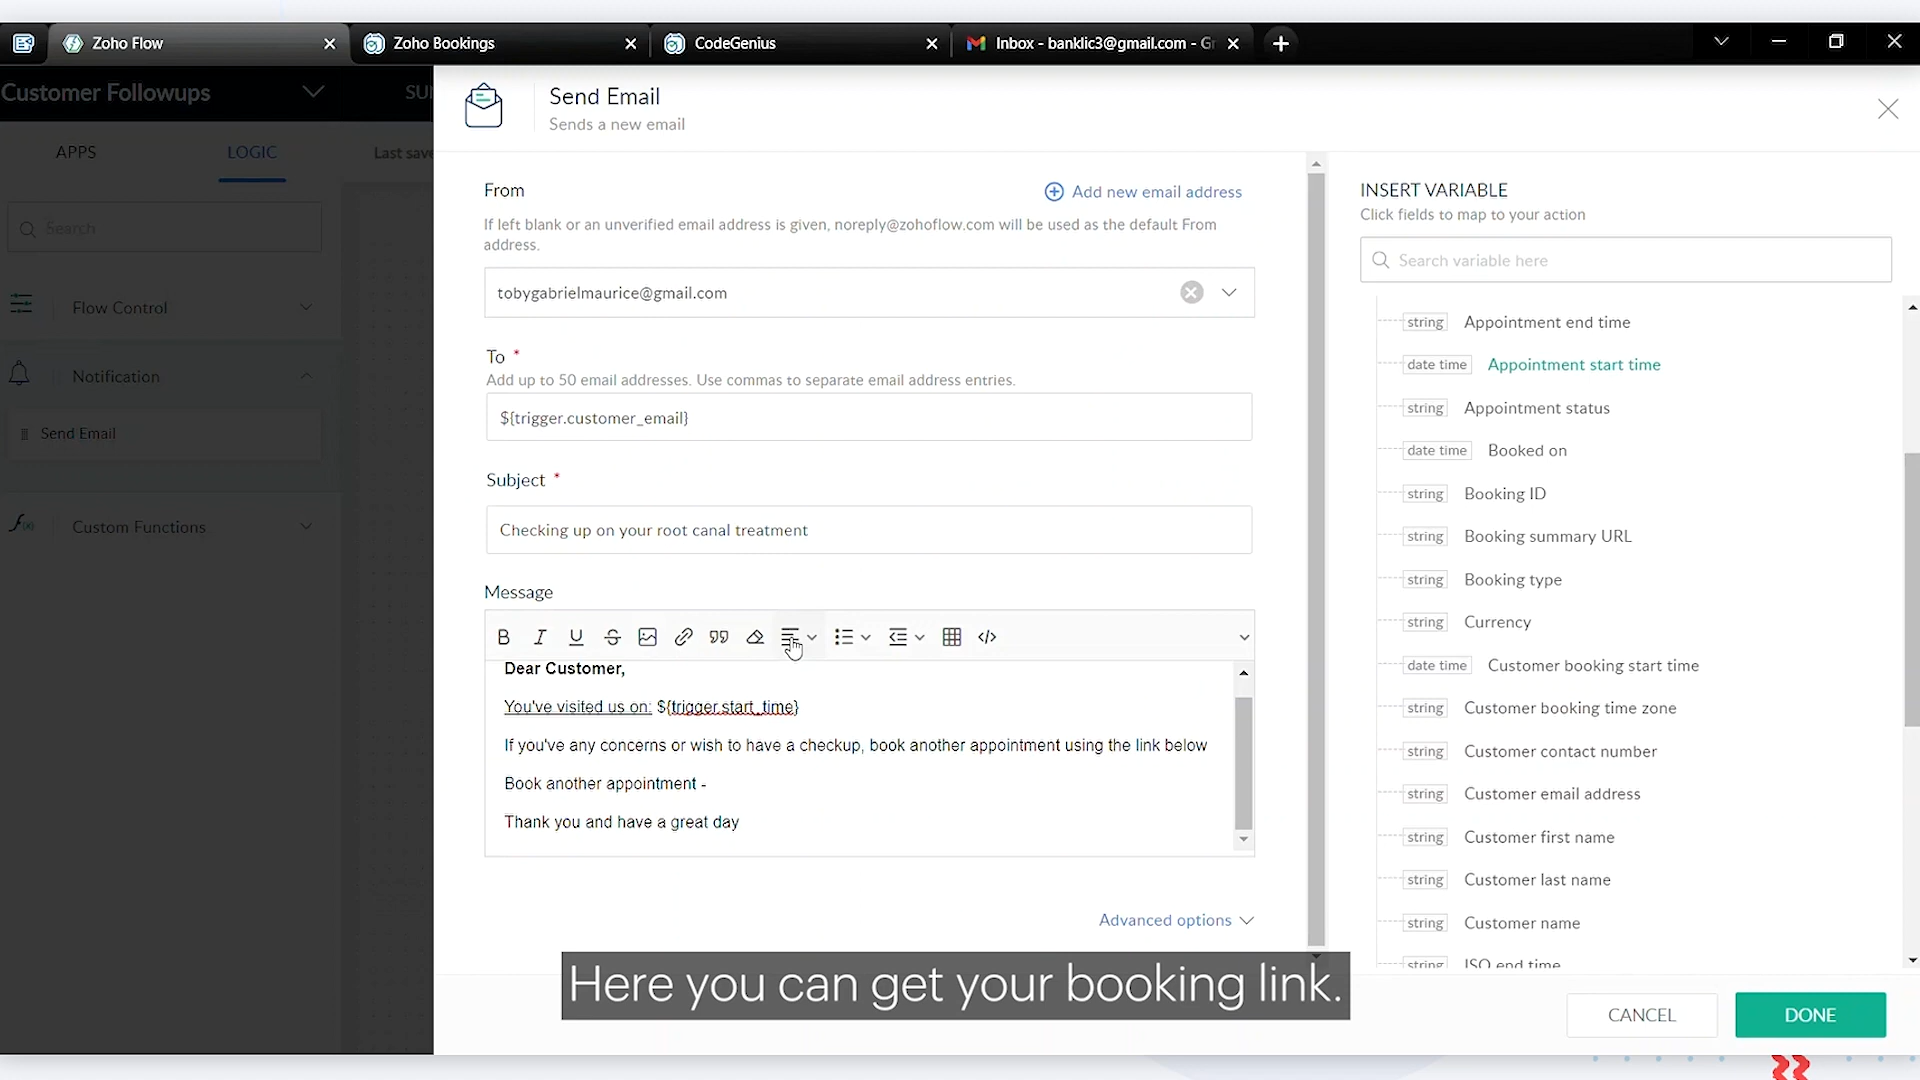 Zoho Flow
Zoho Bookings
CodeGenius
Inbox - banklic3@gmail.com - Gr
Customer Followups
SUM
APPS
LOGIC
Last save
Search
Flow Control
Notification
Send Email
Custom Functions
Send Email
Sends a new email
From
Add new email address
If left blank or an unverified email address is given, noreply@zohoflow.com will be used as the default From
address.
tobygabrielmaurice@gmail.com
To *
Add up to 50 email addresses. Use commas to separate email address entries.
${trigger.customer_email}
Subject *
Checking up on your root canal treatment
Message
Dear Customer,
You've visited us on: ${trigger.start_time}
If you've any concerns or wish to have a checkup, book another appointment using the link below
Book another appointment -
Thank you and have a great day
Advanced options
INSERT VARIABLE
Click fields to map to your action
Search variable here
string Appointment end time
date time Appointment start time
string Appointment status
date time Booked on
string Booking ID
string Booking summary URL
string Booking type
string Currency
date time Customer booking start time
string Customer booking time zone
string Customer contact number
string Customer email address
string Customer first name
string Customer last name
string Customer name
string ISO end time
Here you can get your booking link.
CANCEL
DONE